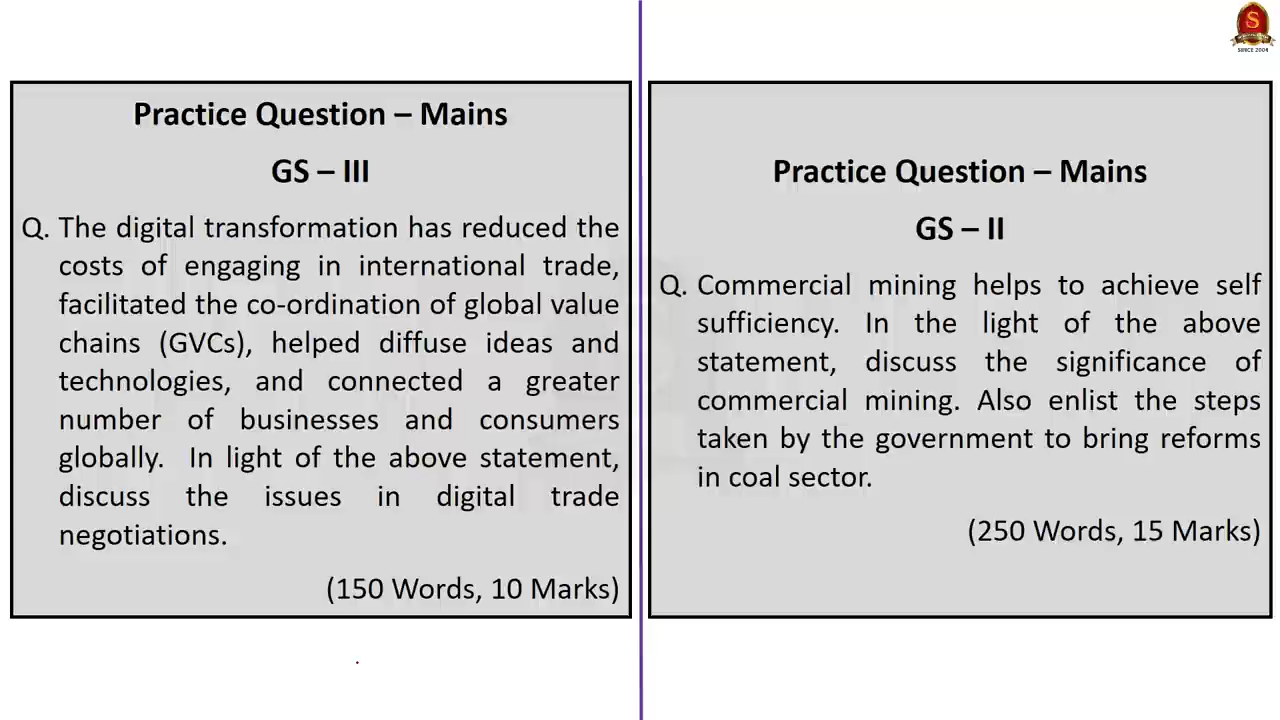 S
SINCE 2004
Practice Question – Mains
GS – III
Q. The digital transformation has reduced the
costs of engaging in international trade,
facilitated the co-ordination of global value
chains (GVCs), helped diffuse ideas and
technologies, and connected a greater
number of businesses and consumers
globally. In light of the above statement,
discuss the issues in digital trade
negotiations.
(150 Words, 10 Marks)
Practice Question – Mains
GS – II
Q. Commercial mining helps to achieve self
sufficiency. In the light of the above
statement, discuss the significance of
commercial mining. Also enlist the steps
taken by the government to bring reforms
in coal sector.
(250 Words, 15 Marks)